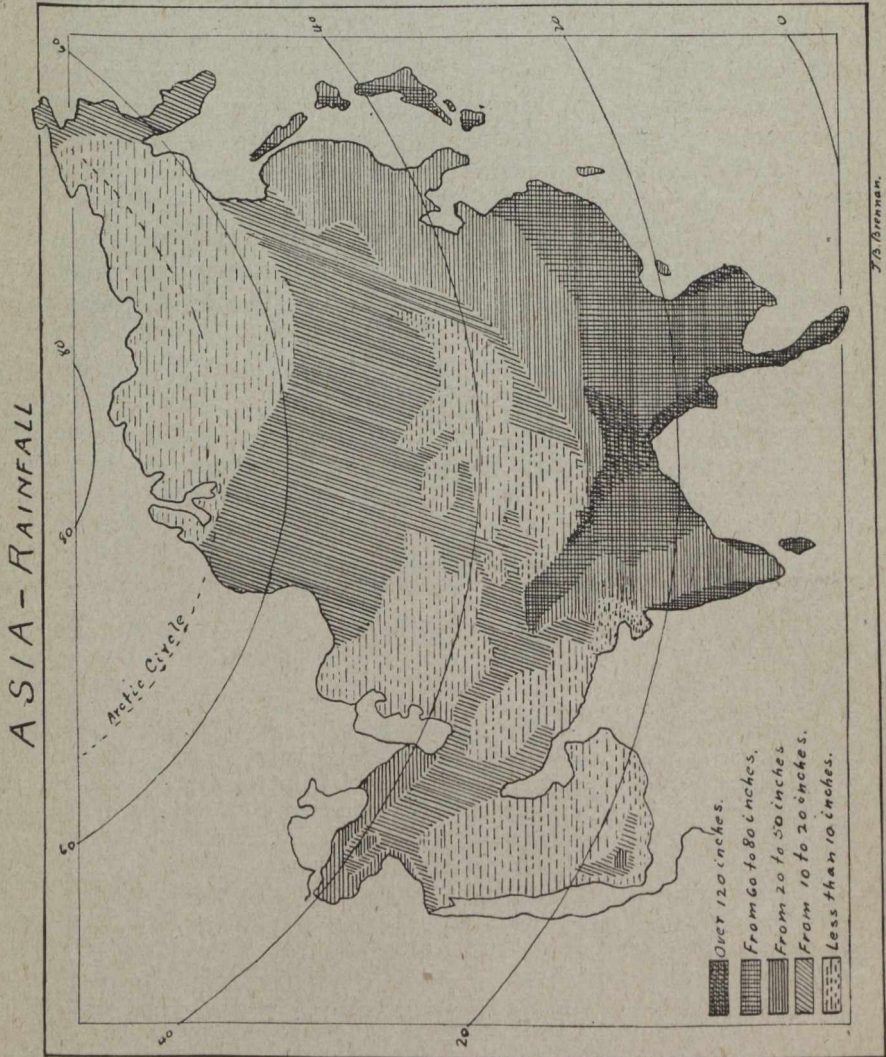 ASIA - RAINFALL
60
80
80
60
Arctic Circle
40
40
20
20
0
Over 120 inches.
From 60 to 80 inches.
From 20 to 50 inches
From 10 to 20 inches.
Less than 10 inches.
J.B. Brennan.